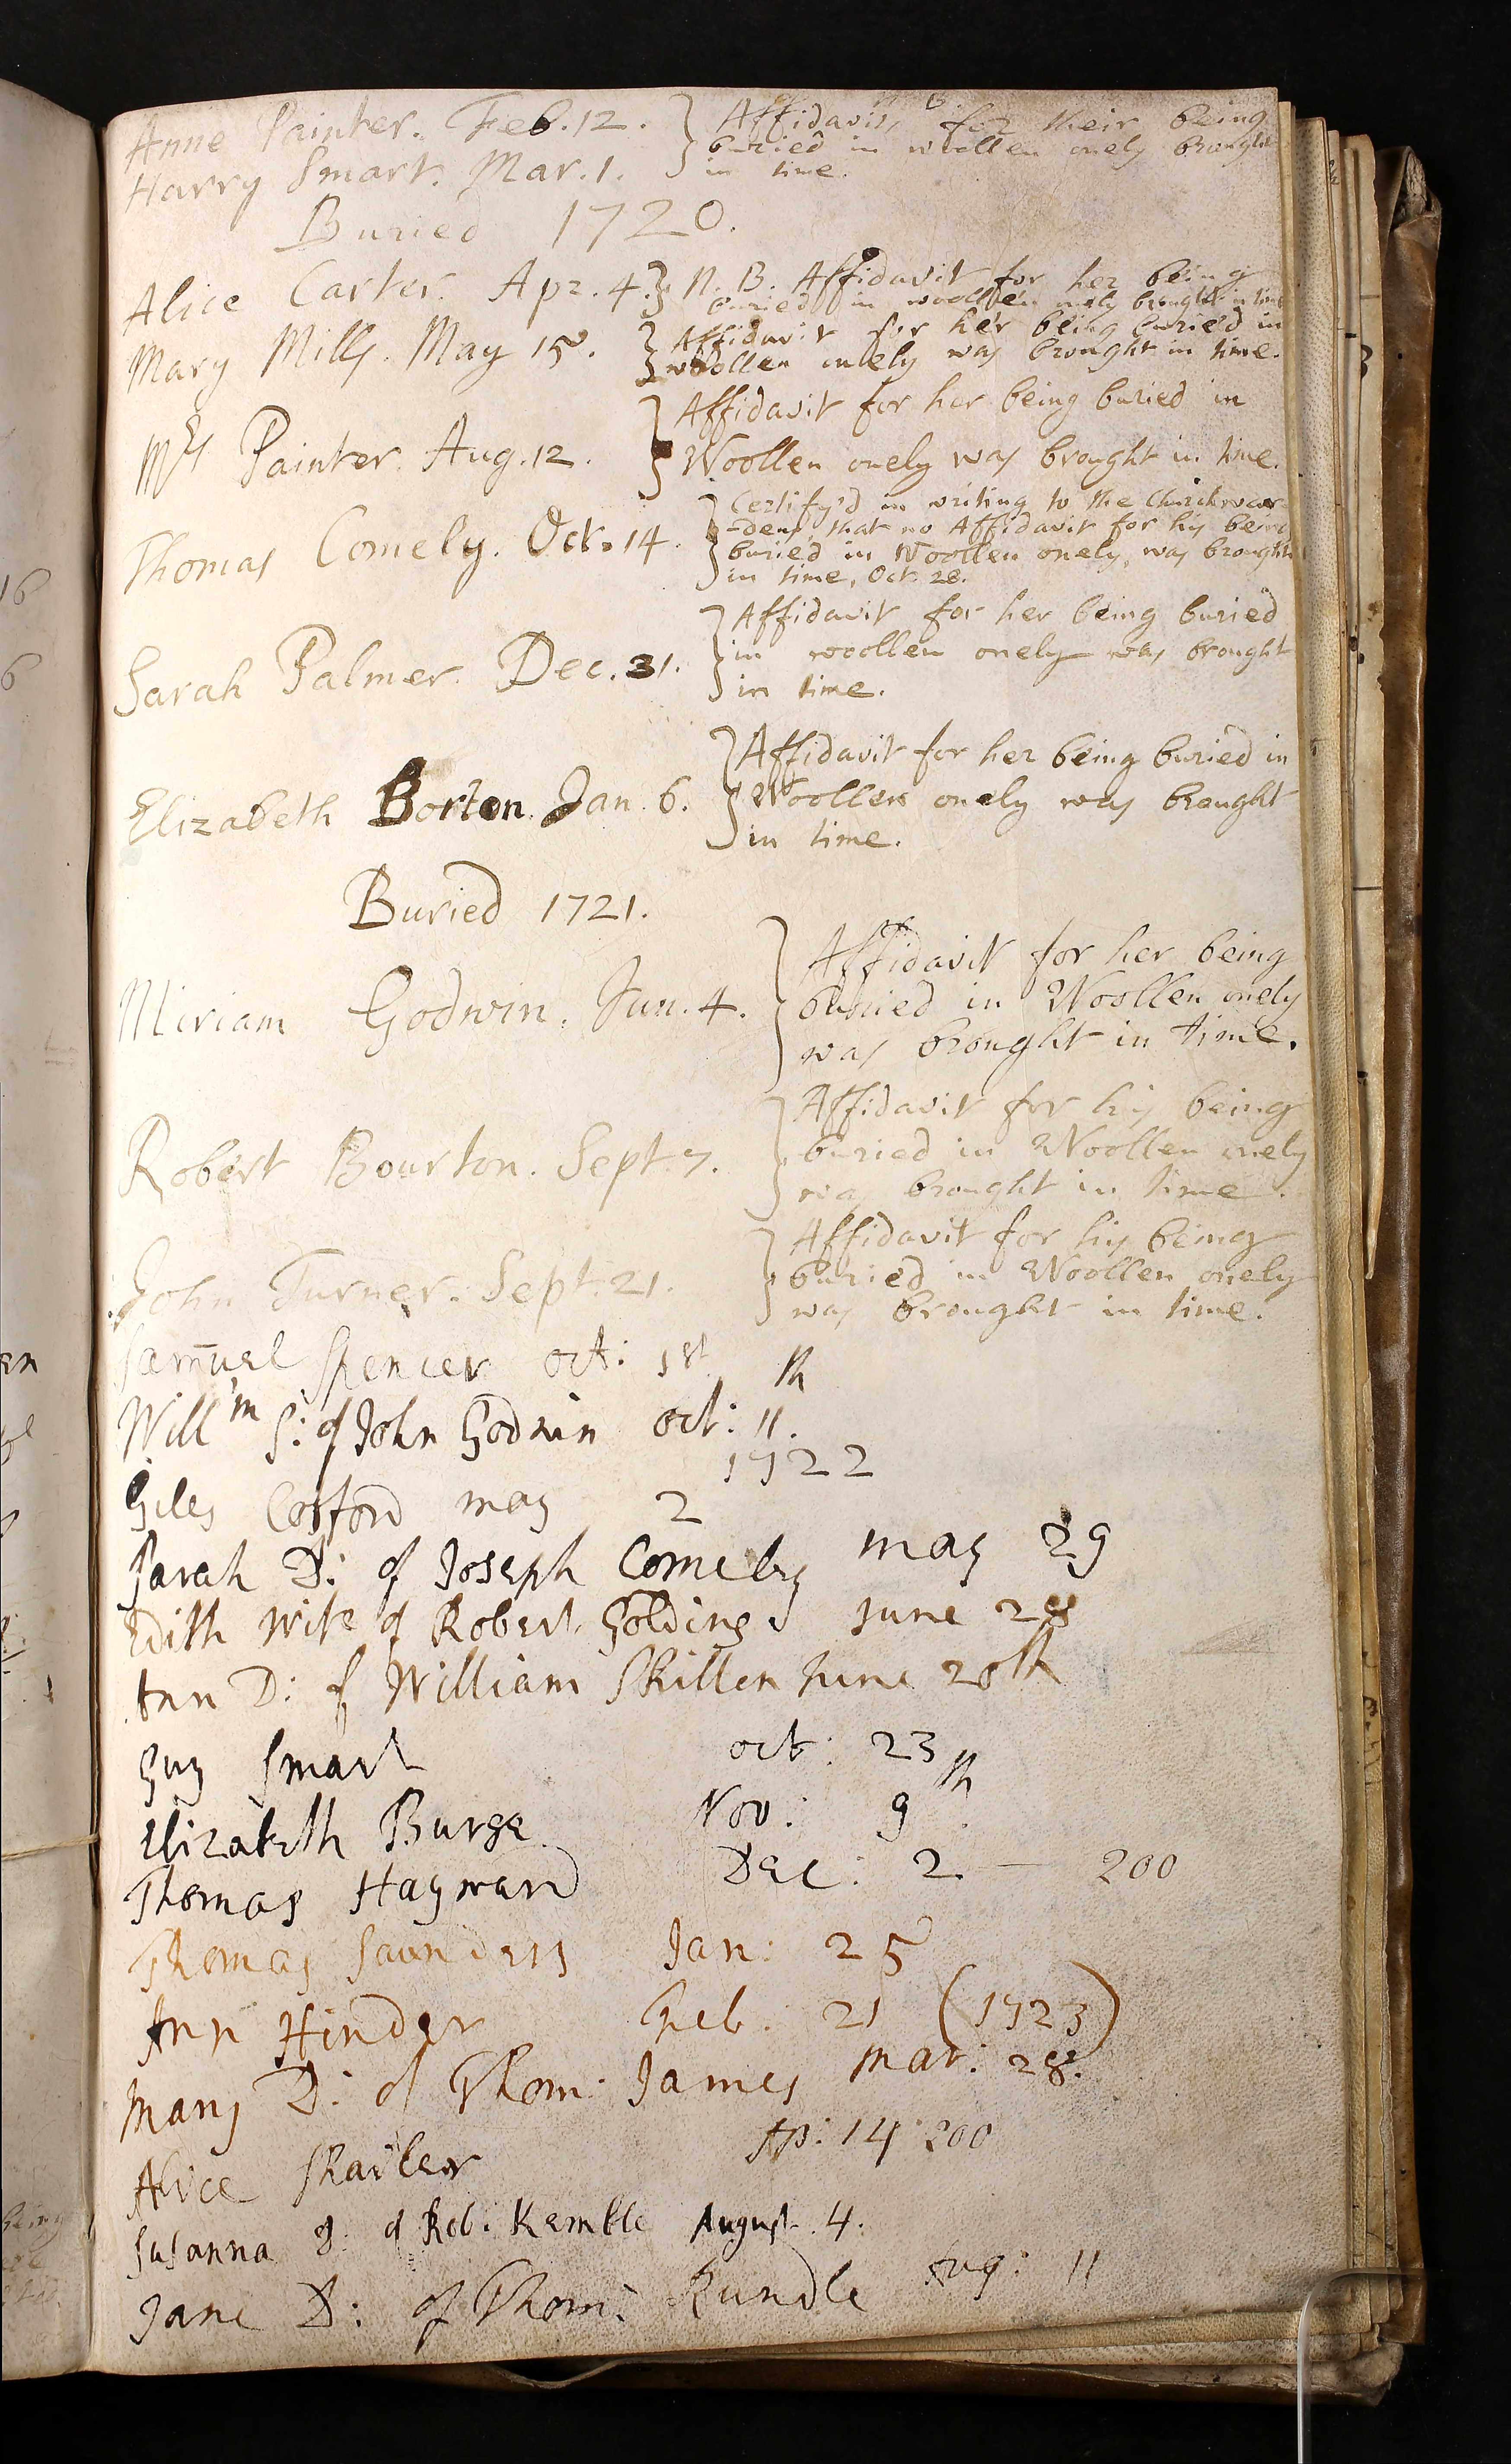 Anne Painter. Feb. 12. } Affidavits for their being
buried in woollen onely brought
Harry Smart. Mar. 1. in time.
Buried 1720.
Alice Carter. Apr. 4. } N. B. Affidavit for her being
buried in woollen onely brought in time
Mary Mills. May 15. } Affidavit for her being buried in
woollen onely was brought in time.
Mrs Painter. Aug. 12. } Affidavit for her being buried in
Woollen onely was brought in time.
Thomas Comely. Oct. 14. } Certify'd in writing to the Churchwar
-dens, that no Affidavit for his being
buried in Woollen onely, was brought
in time, Oct. 28.
Sarah Palmer. Dec. 31. } Affidavit for her being buried
in woollen onely was brought
in time.
Elizabeth Borton. Jan. 6. } Affidavit for her being buried in
Woollen onely was brought
in time.
Buried 1721.
Miriam Godwin. Jun. 4. } Affidavit for her being
buried in Woollen onely
was brought in time.
Robert Bourton. Sept. 7. } Affidavit for his being
buried in Woollen onely
was brought in time.
John Turner. Sept. 21. } Affidavit for his being
buried in Woollen onely
was brought in time.
Samuel Spencer oct: 1st
Will'm S: of John Godwin oct: 11th.
1722
Giles Cosford may 2
Sarah D: of Joseph Comely may 29
Edith wife of Robert Golding June 28
Ann D: of William Skillen June 28th
Guy Smart oct: 23
Elizabeth Burge Nov: 9th
Thomas Hayward Dec: 2 — 200
Thomas Saunders Jan: 25
Ann Hinder Feb: 21 (1723)
Mary D: of Thom: James mar: 28.
Alice Ap: 14 200
Susanna D: of Rob: Kemble August 4.
Jane D: of Thom: Rundle Aug: 11